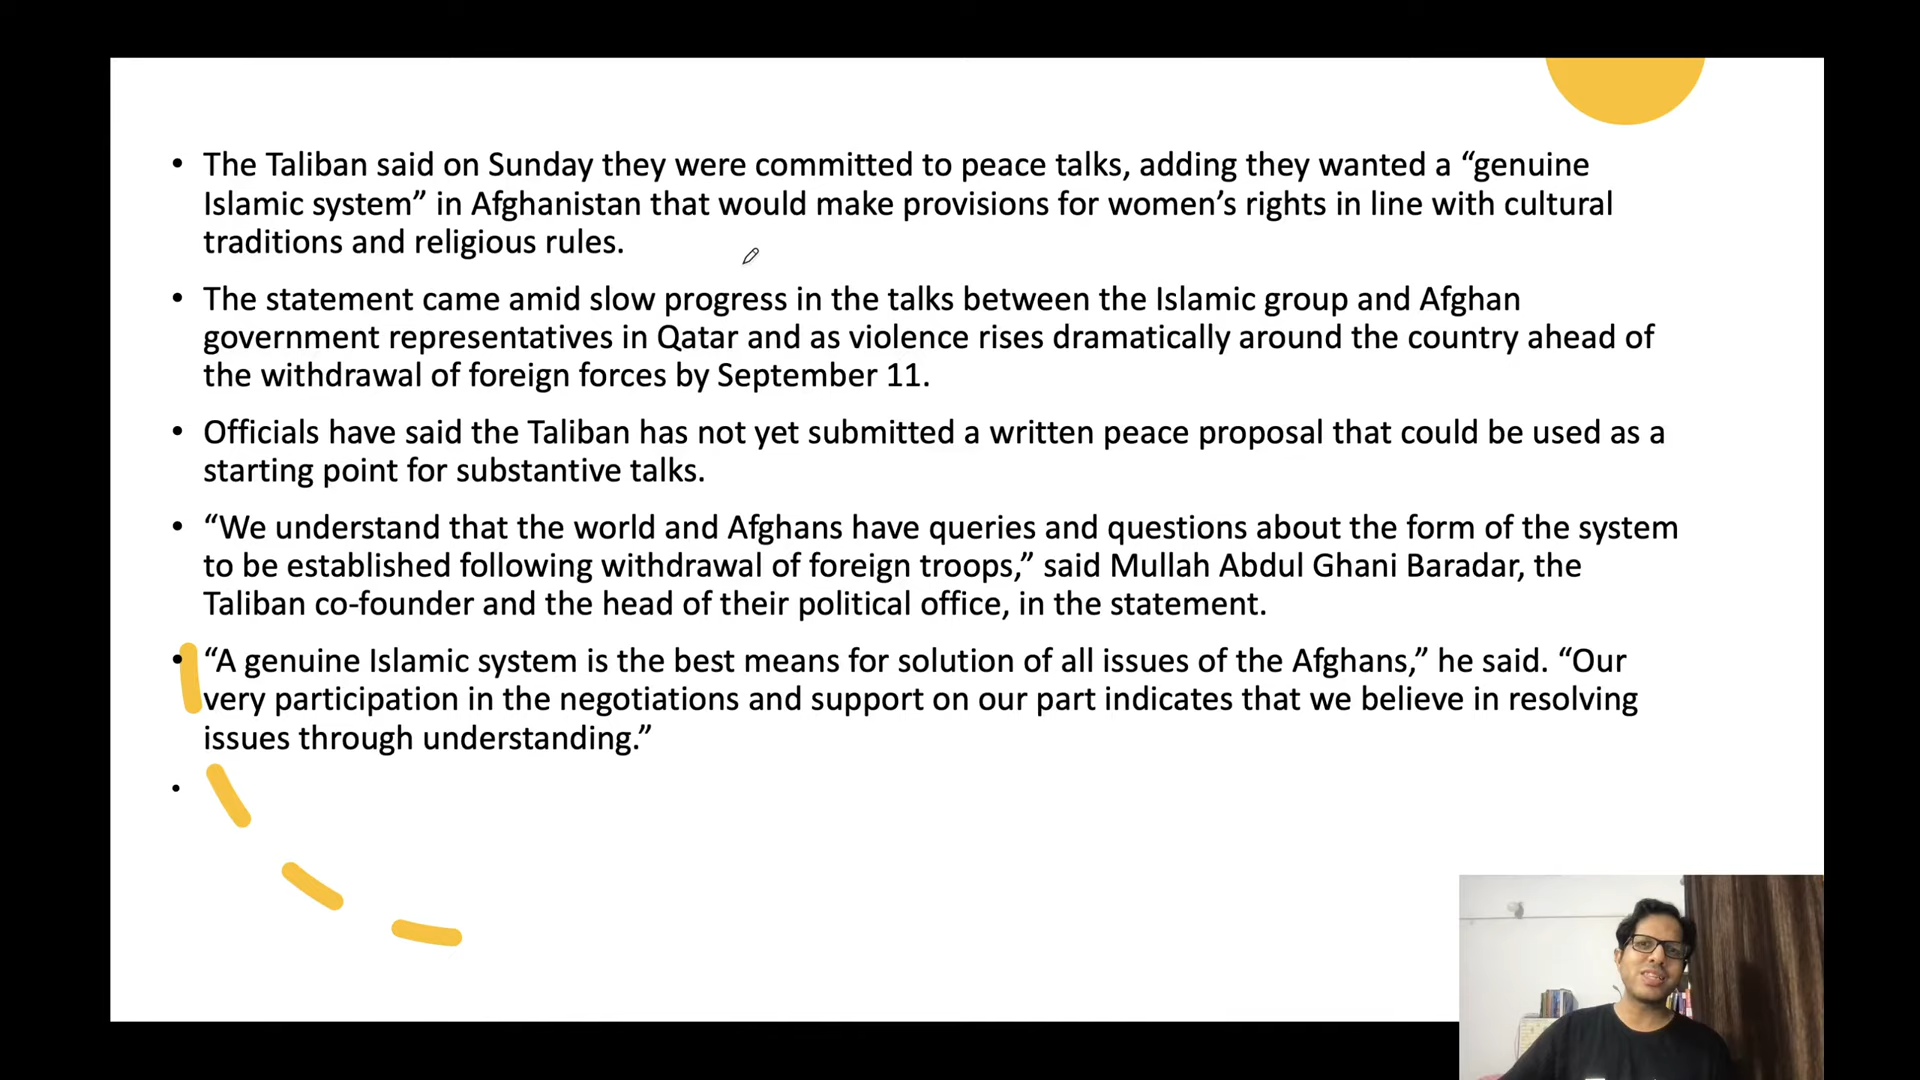 • The Taliban said on Sunday they were committed to peace talks, adding they wanted a “genuine
Islamic system” in Afghanistan that would make provisions for women’s rights in line with cultural
traditions and religious rules.
• The statement came amid slow progress in the talks between the Islamic group and Afghan
government representatives in Qatar and as violence rises dramatically around the country ahead of
the withdrawal of foreign forces by September 11.
• Officials have said the Taliban has not yet submitted a written peace proposal that could be used as a
starting point for substantive talks.
• “We understand that the world and Afghans have queries and questions about the form of the system
to be established following withdrawal of foreign troops,” said Mullah Abdul Ghani Baradar, the
Taliban co-founder and the head of their political office, in the statement.
• “A genuine Islamic system is the best means for solution of all issues of the Afghans,” he said. “Our
very participation in the negotiations and support on our part indicates that we believe in resolving
issues through understanding.”
•